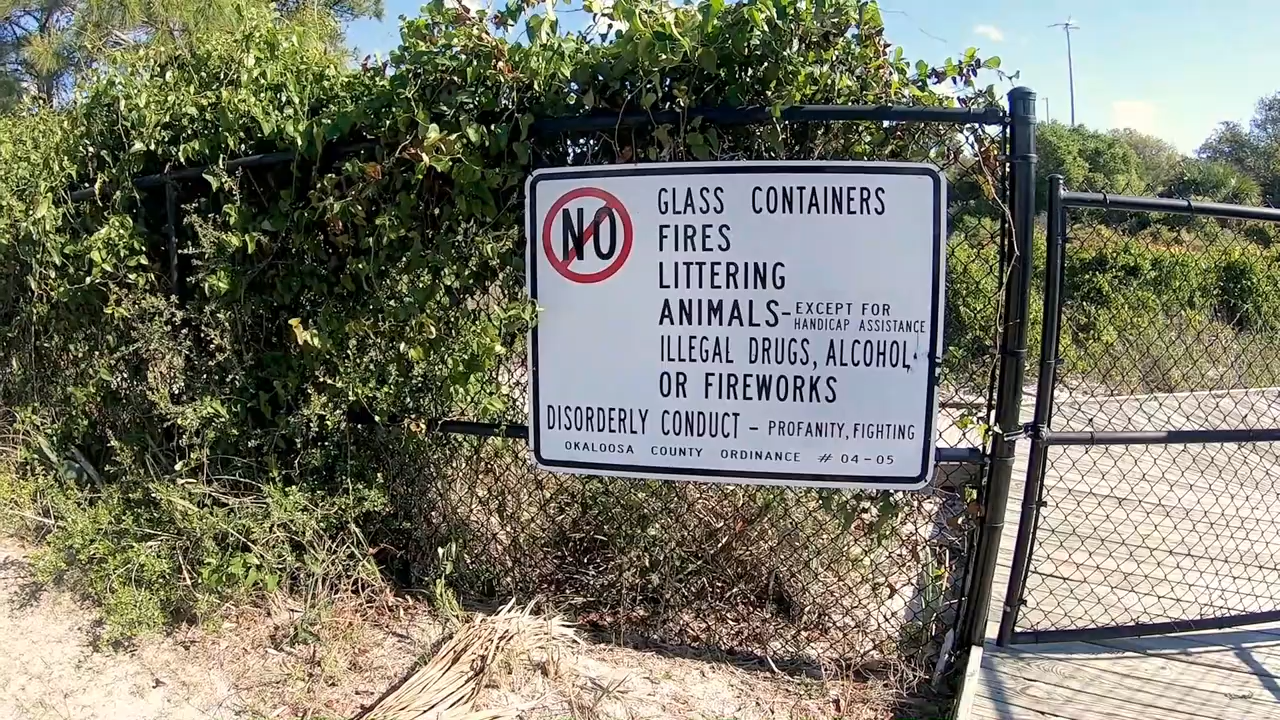 NO GLASS CONTAINERS
FIRES
LITTERING
ANIMALS-EXCEPT FOR
HANDICAP ASSISTANCE
ILLEGAL DRUGS, ALCOHOL,
OR FIREWORKS
DISORDERLY CONDUCT - PROFANITY, FIGHTING
OKALOOSA COUNTY ORDINANCE # 04-05